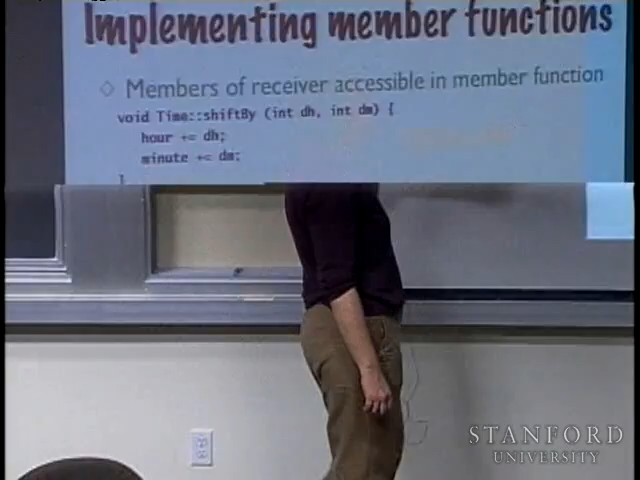 Implementing member functions
Members of receiver accessible in member function
void Time::shiftBy (int dh, int dm) {
hour += dh;
minute += dm;
}
STANFORD
UNIVERSITY